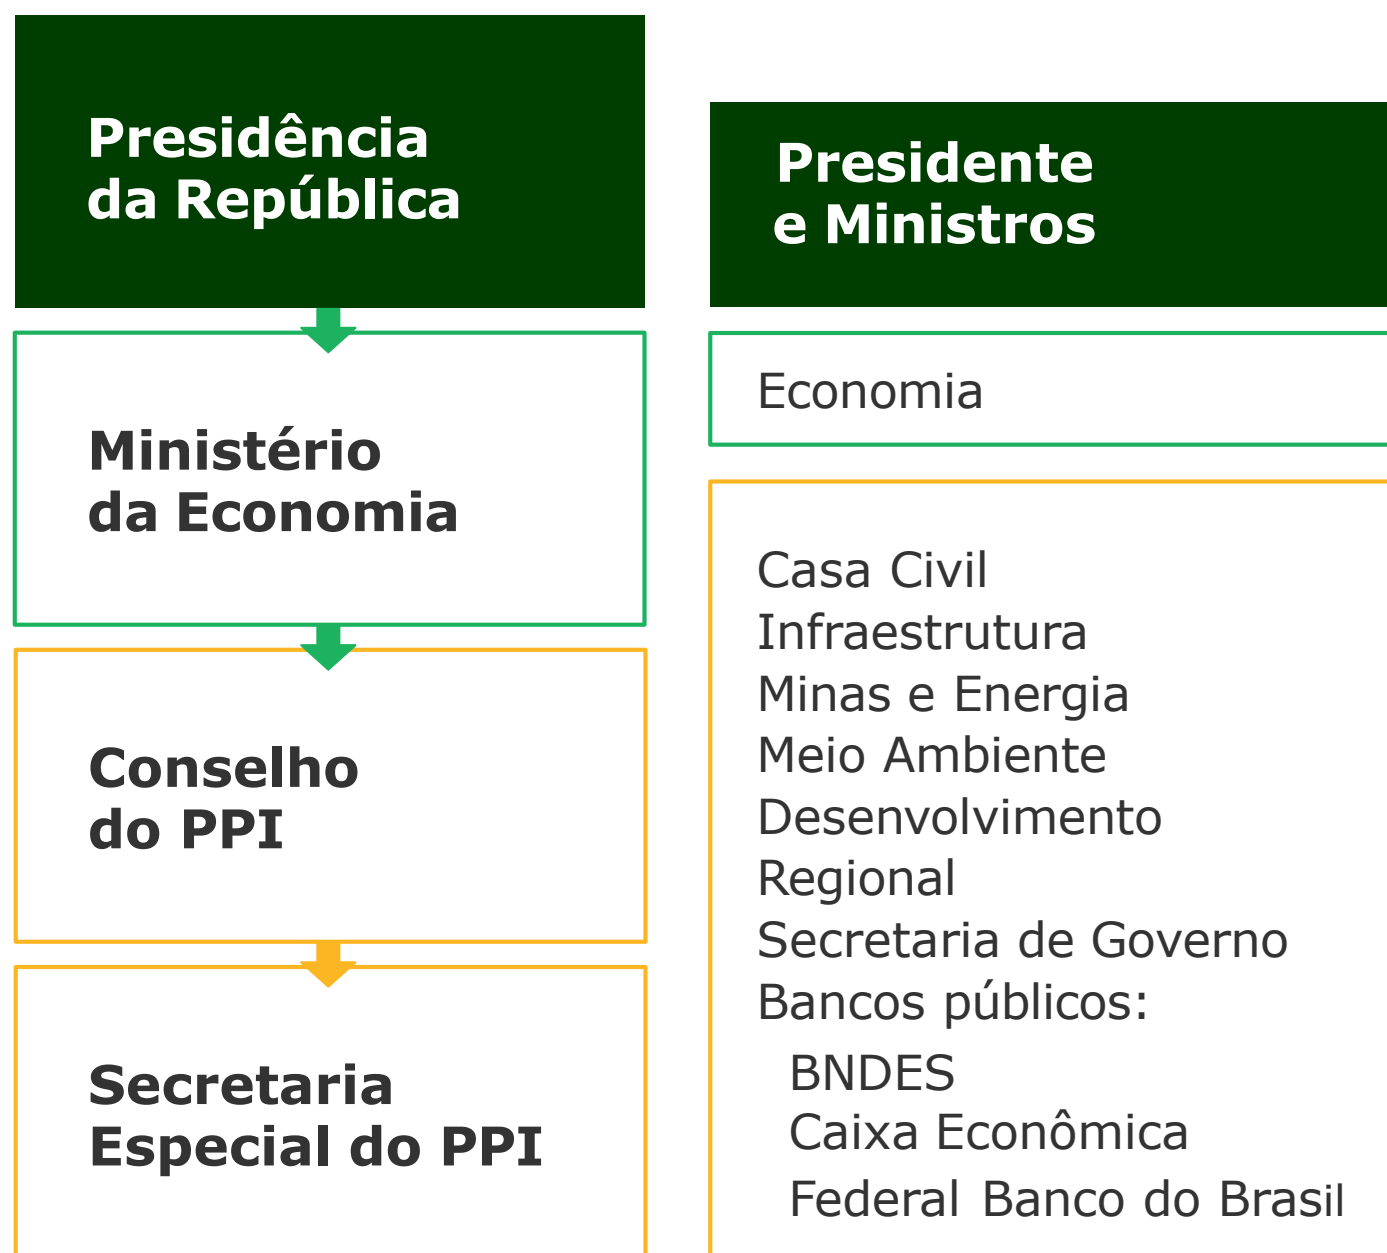 Presidência
da República
Ministério
da Economia
Conselho
do PPI
Secretaria
Especial do PPI
Presidente
e Ministros
Economia
Casa Civil
Infraestrutura
Minas e Energia
Meio Ambiente
Desenvolvimento
Regional
Secretaria de Governo
Bancos públicos:
BNDES
Caixa Econômica
Federal Banco do Brasil